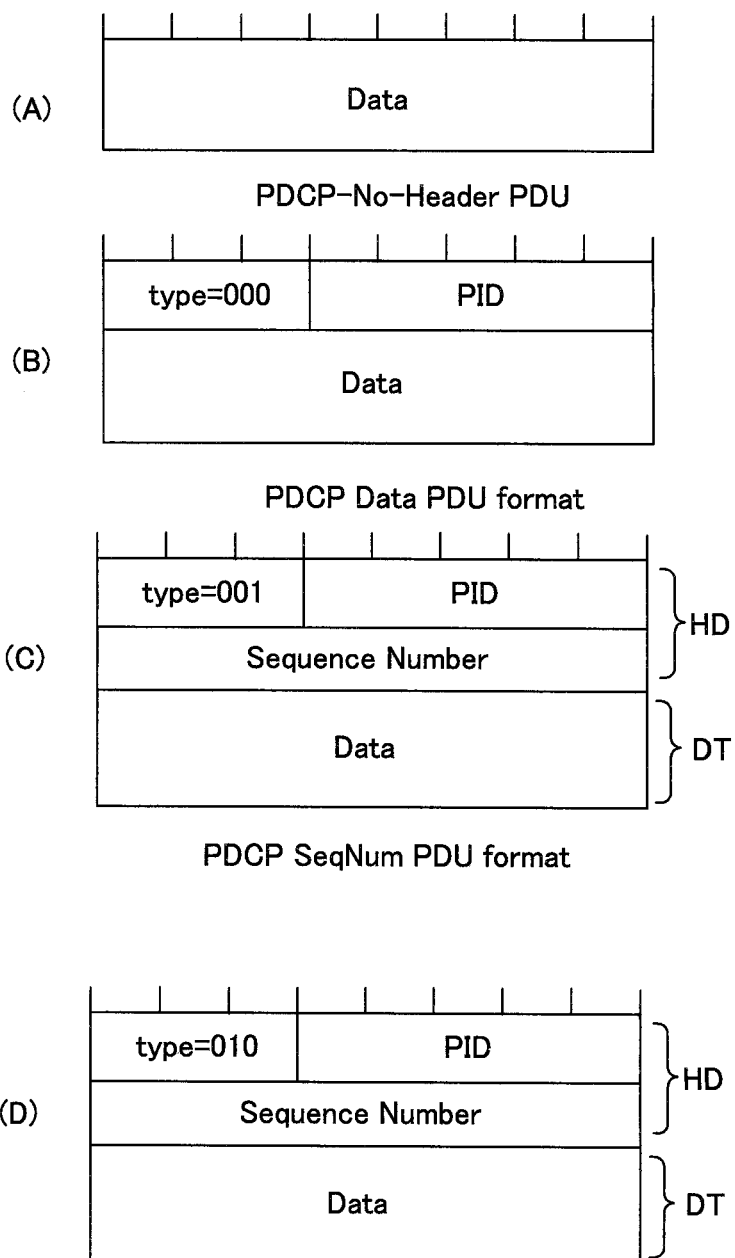 (A)
Data
PDCP-No-Header PDU
type=000 PID
(B)
Data
PDCP Data PDU format
type=001 PID
HD
(C)
Sequence Number
Data
DT
PDCP SeqNum PDU format
type=010 PID
HD
(D)
Sequence Number
Data
DT